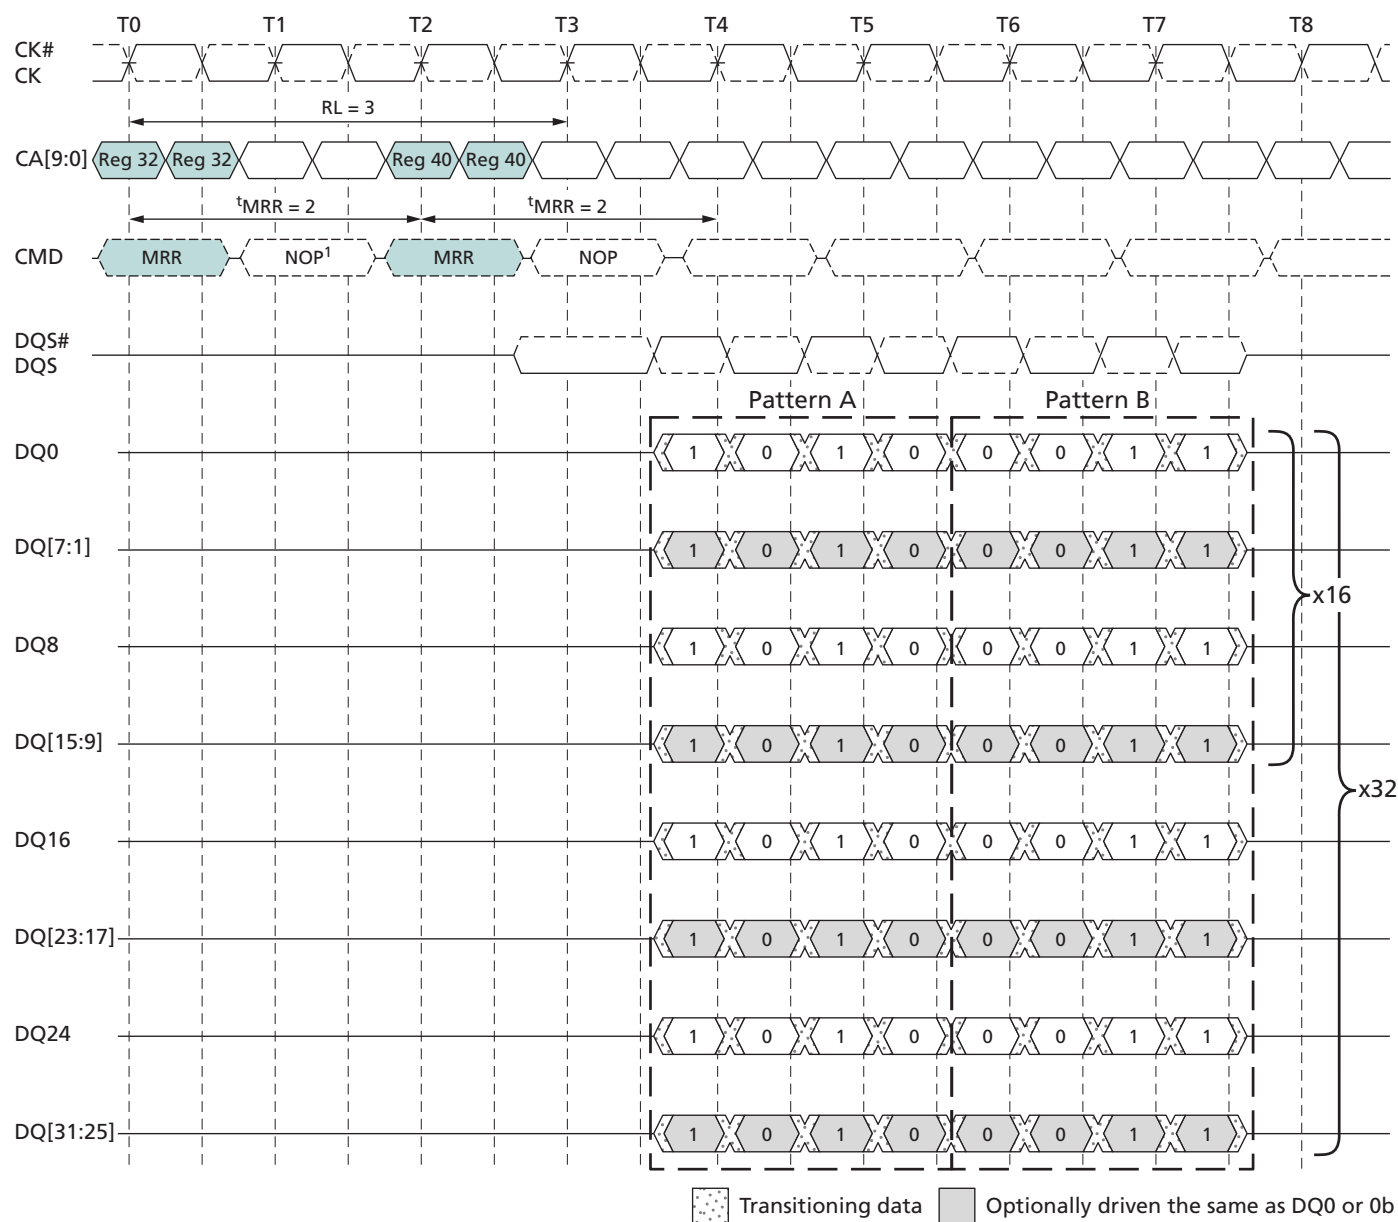 T0 T1 T2 T3 T4 T5 T6 T7 T8
CK#
CK
RL = 3
CA[9:0] Reg 32 Reg 32 Reg 40 Reg 40
tMRR = 2 tMRR = 2
CMD MRR NOP1 MRR NOP
DQS#
DQS
Pattern A Pattern B
DQ0 1 0 1 0 0 0 1 1
DQ[7:1] 1 0 1 0 0 0 1 1
x16
DQ8 1 0 1 0 0 0 1 1
DQ[15:9] 1 0 1 0 0 0 1 1
x32
DQ16 1 0 1 0 0 0 1 1
DQ[23:17] 1 0 1 0 0 0 1 1
DQ24 1 0 1 0 0 0 1 1
DQ[31:25] 1 0 1 0 0 0 1 1
Transitioning data Optionally driven the same as DQ0 or 0b